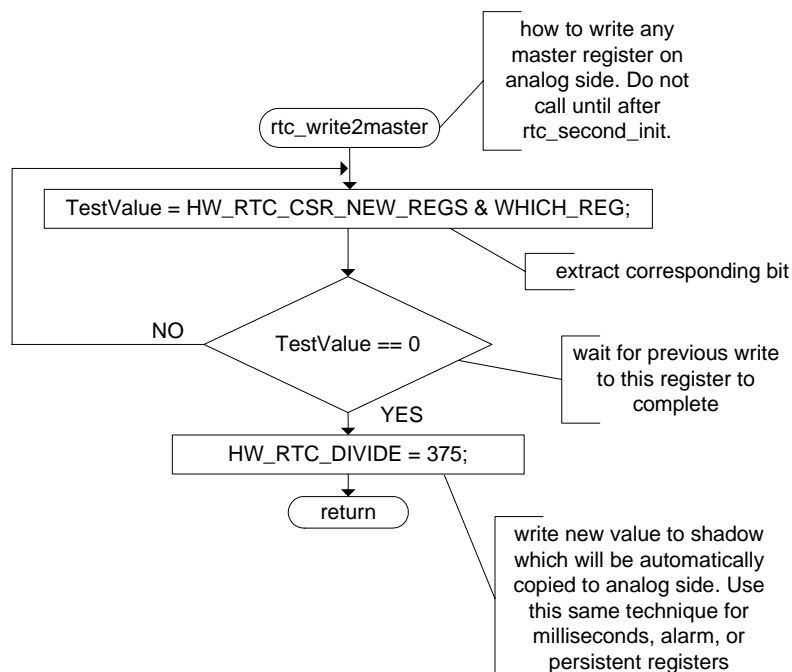 how to write any
master register on
analog side. Do not
call until after
rtc_second_init.
rtc_write2master
TestValue = HW_RTC_CSR_NEW_REGS & WHICH_REG;
extract corresponding bit
NO
TestValue == 0
wait for previous write
to this register to
complete
YES
HW_RTC_DIVIDE = 375;
return
write new value to shadow
which will be automatically
copied to analog side. Use
this same technique for
milliseconds, alarm, or
persistent registers